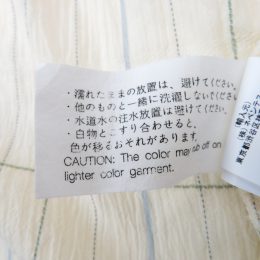 ・濡れたままの放置は、避けてください。
・他のものと一緒に洗濯しないでください
・水道水の注水放置は、避けてください。
・白物とこすり合わせると、
色が移るおそれがあります。
CAUTION: The color may rub off on
lighter color garment.